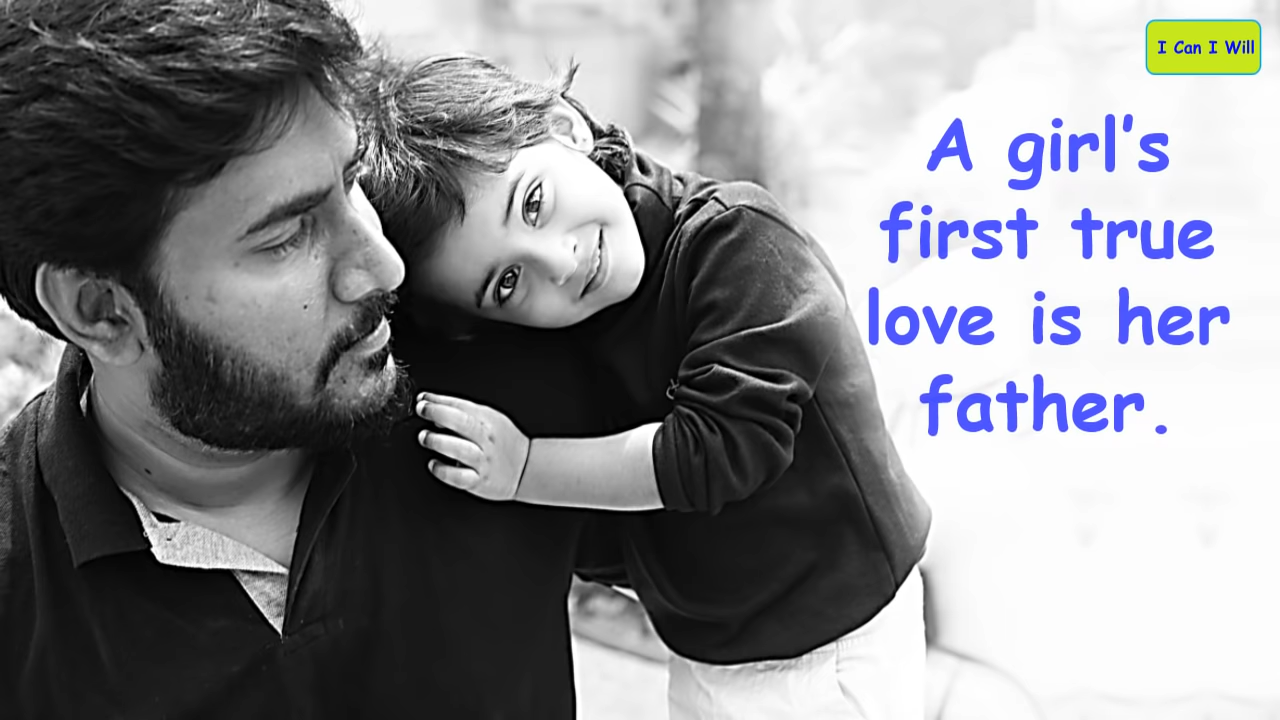 I Can I Will
A girl’s
first true
love is her
father.